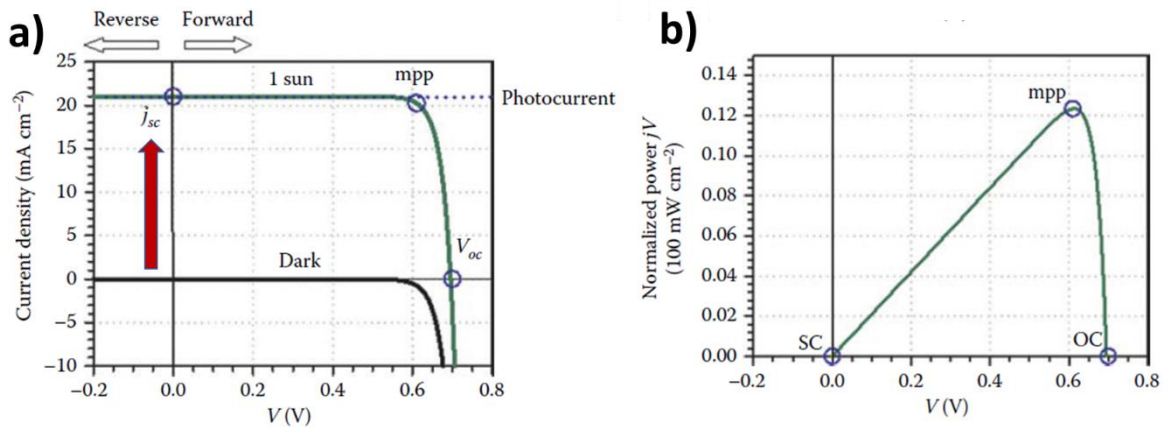 a)
Reverse
Forward
25
20
15
10
5
0
−5
−10
Current density (mA cm−2)
1 sun
mpp
Photocurrent
jsc
Voc
Dark
−0.2
0.0
0.2
0.4
0.6
0.8
V (V)
b)
0.14
0.12
0.10
0.08
0.06
0.04
0.02
0.00
Normalized power jV
(100 mW cm−2)
mpp
SC
OC
−0.2
0.0
0.2
0.4
0.6
0.8
V (V)